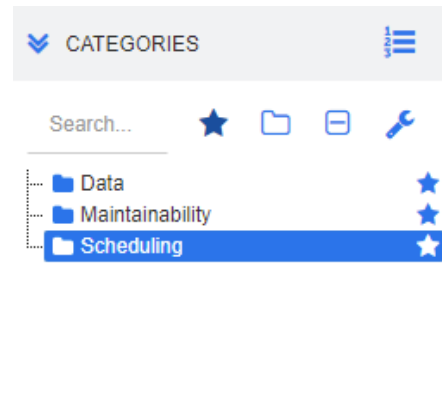 CATEGORIES
Search...
Data
Maintainability
Scheduling